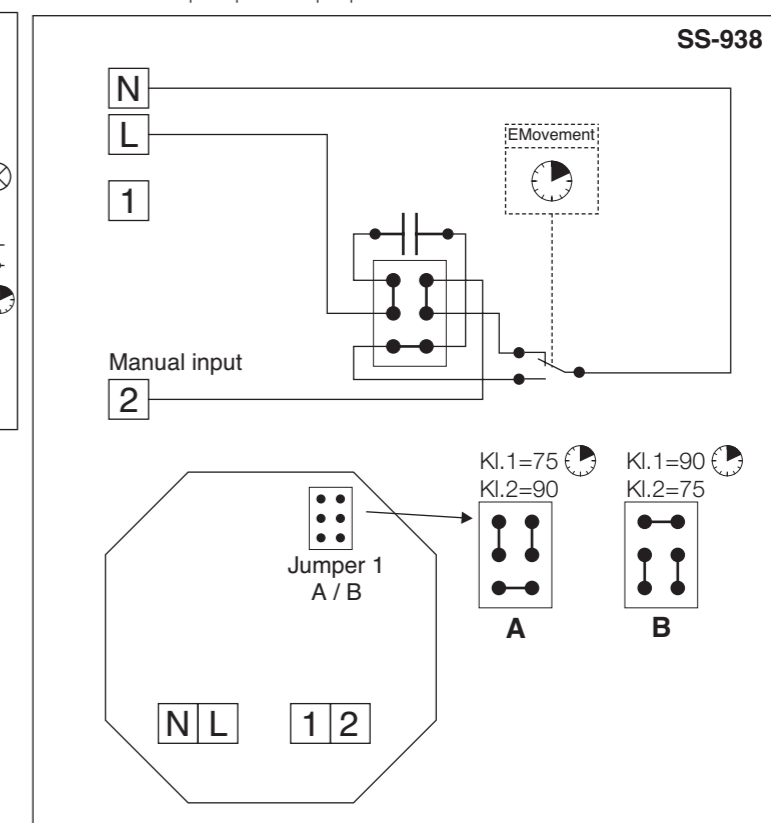 SS-938
N
L
EMovement
1
Manual input
2
Kl.1=75
Kl.2=90
Kl.1=90
Kl.2=75
Jumper 1
A / B
A
B
N L 1 2